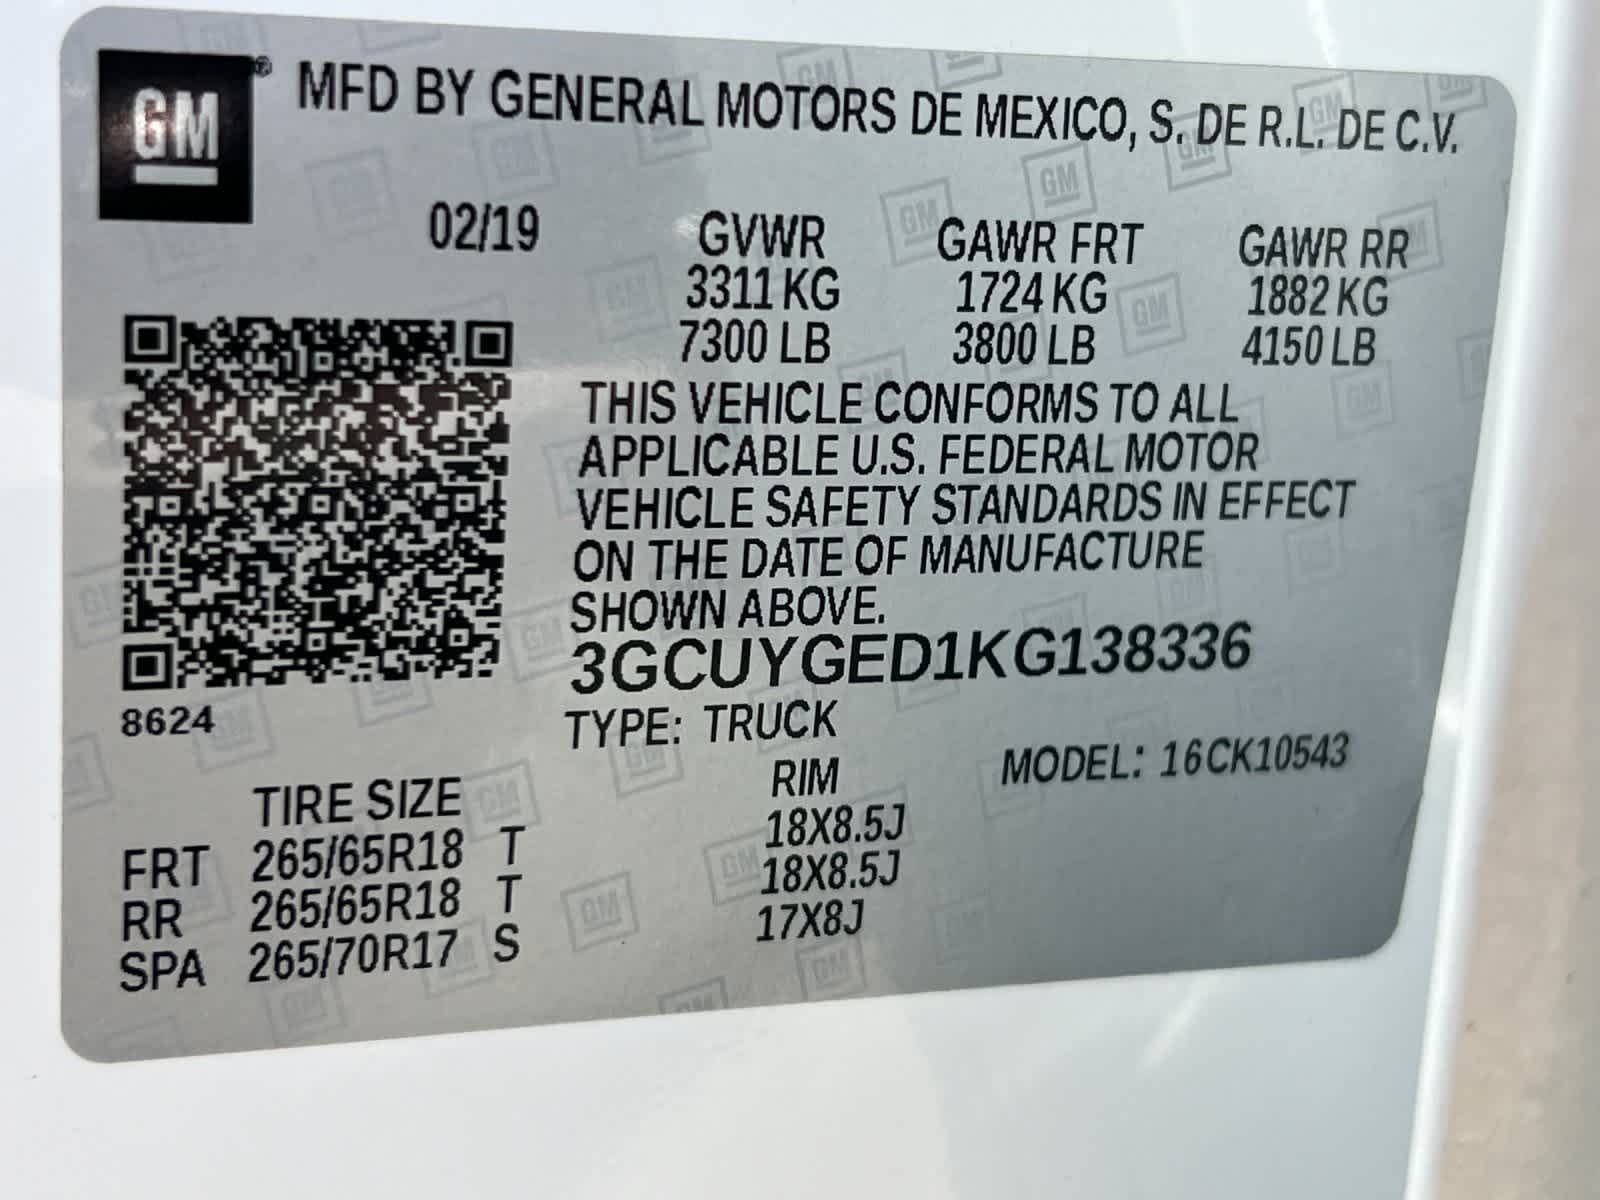 GM® MFD BY GENERAL MOTORS DE MEXICO, S. DE R.L. DE C.V.
02/19 GVWR GAWR FRT GAWR RR
3311 KG 1724 KG 1882 KG
7300 LB 3800 LB 4150 LB
THIS VEHICLE CONFORMS TO ALL
APPLICABLE U.S. FEDERAL MOTOR
VEHICLE SAFETY STANDARDS IN EFFECT
ON THE DATE OF MANUFACTURE
SHOWN ABOVE.
3GCUYGED1KG138336
8624
TYPE: TRUCK
MODEL: 16CK10543
TIRE SIZE RIM
FRT 265/65R18 T 18X8.5J
RR 265/65R18 T 18X8.5J
SPA 265/70R17 S 17X8J